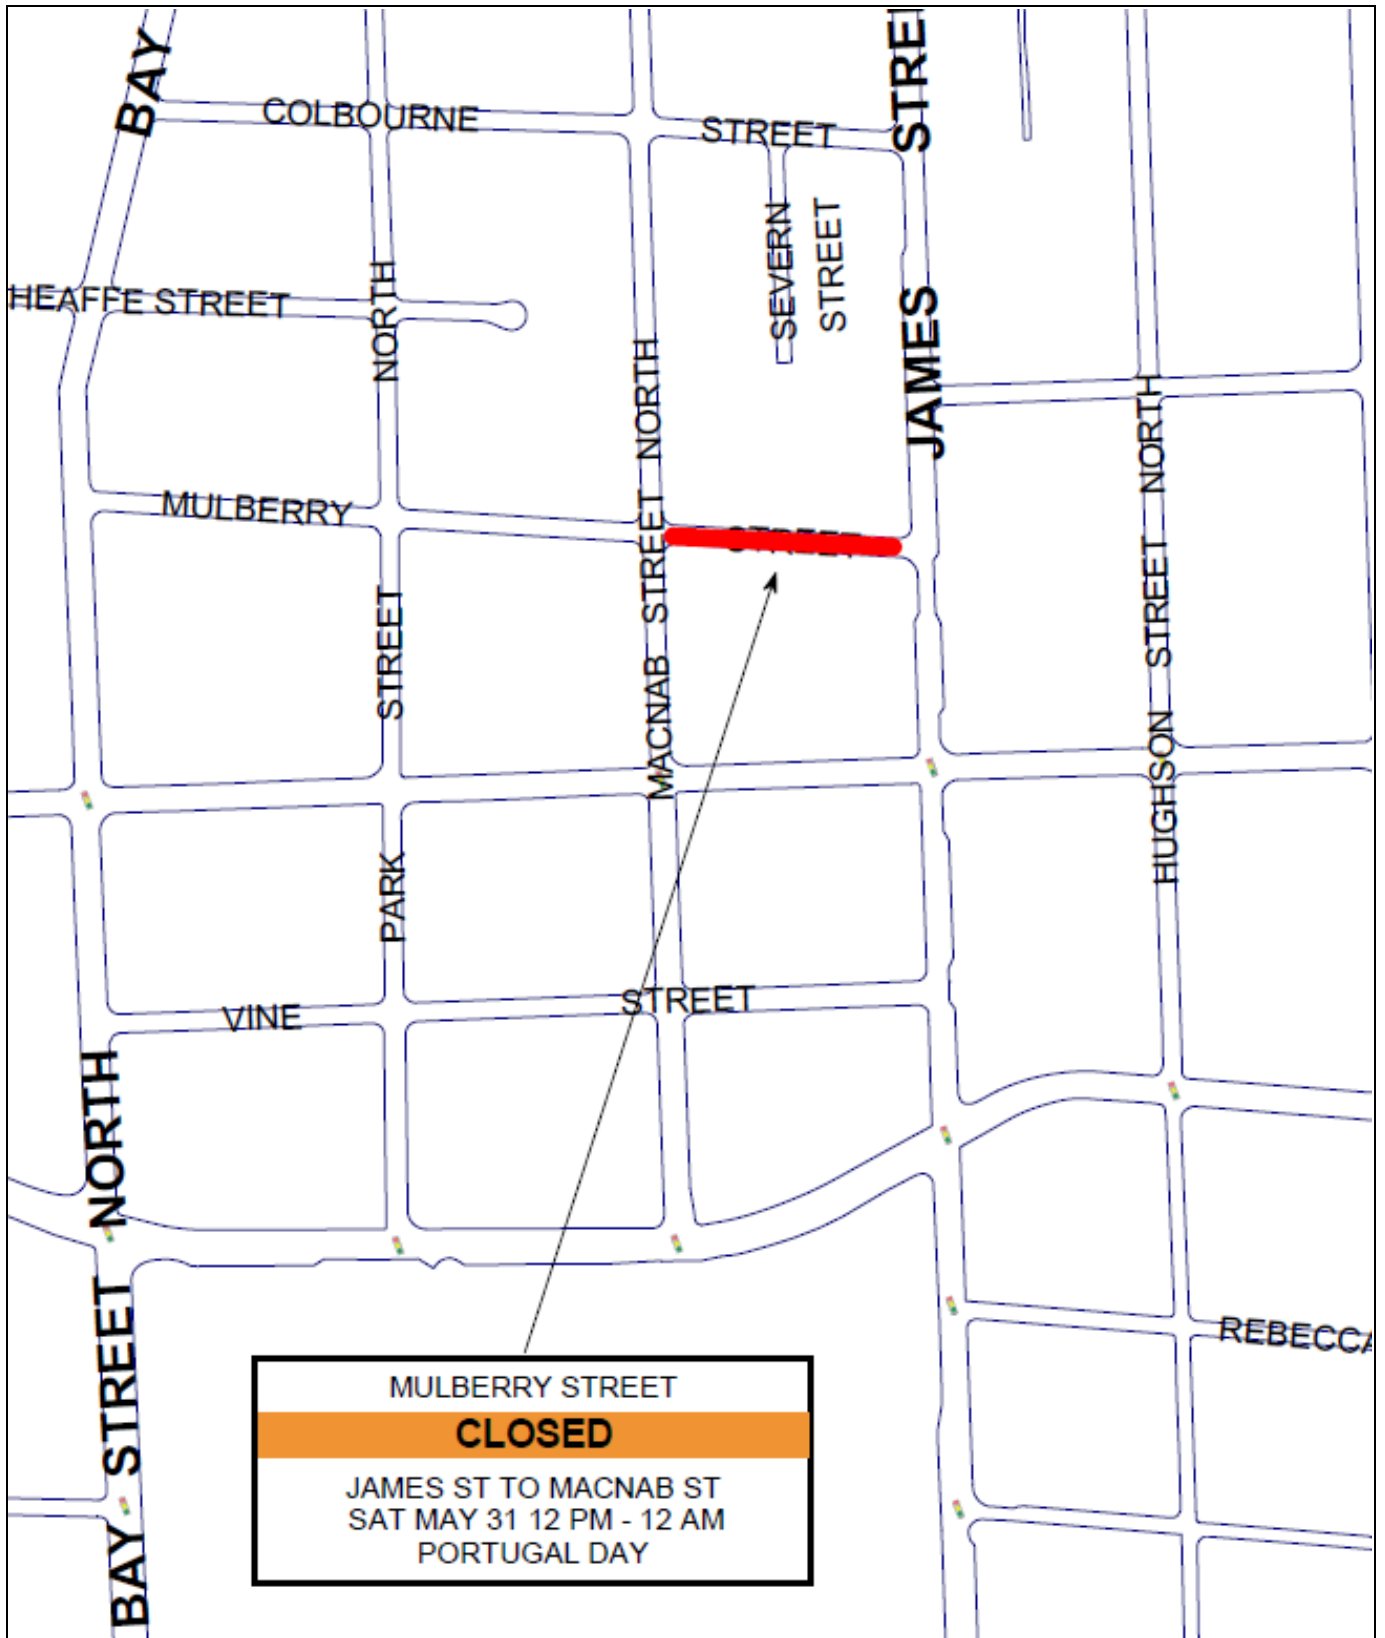 BAY
STREE
COLBOURNE
STREET
SEVERN
STREET
HEAFFE STREET
NORTH
JAMES
MACNAB STREET NORTH
HUGHSON STREET NORTH
MULBERRY
STREET
STREET
PARK
VINE
STREET
BAY STREET NORTH
REBECCA
MULBERRY STREET
CLOSED
JAMES ST TO MACNAB ST
SAT MAY 31 12 PM - 12 AM
PORTUGAL DAY